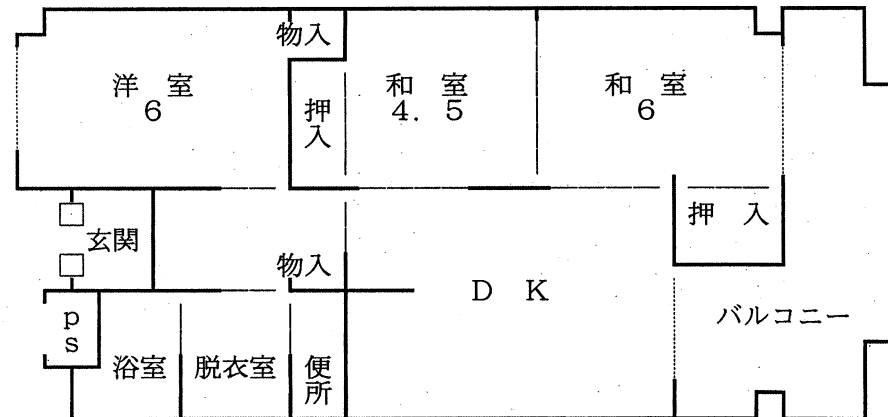 物入
洋 室
6
押入
和 室
4. 5
和 室
6
押 入
玄関
物入
D K
バルコニー
ps
浴室
脱衣室
便所